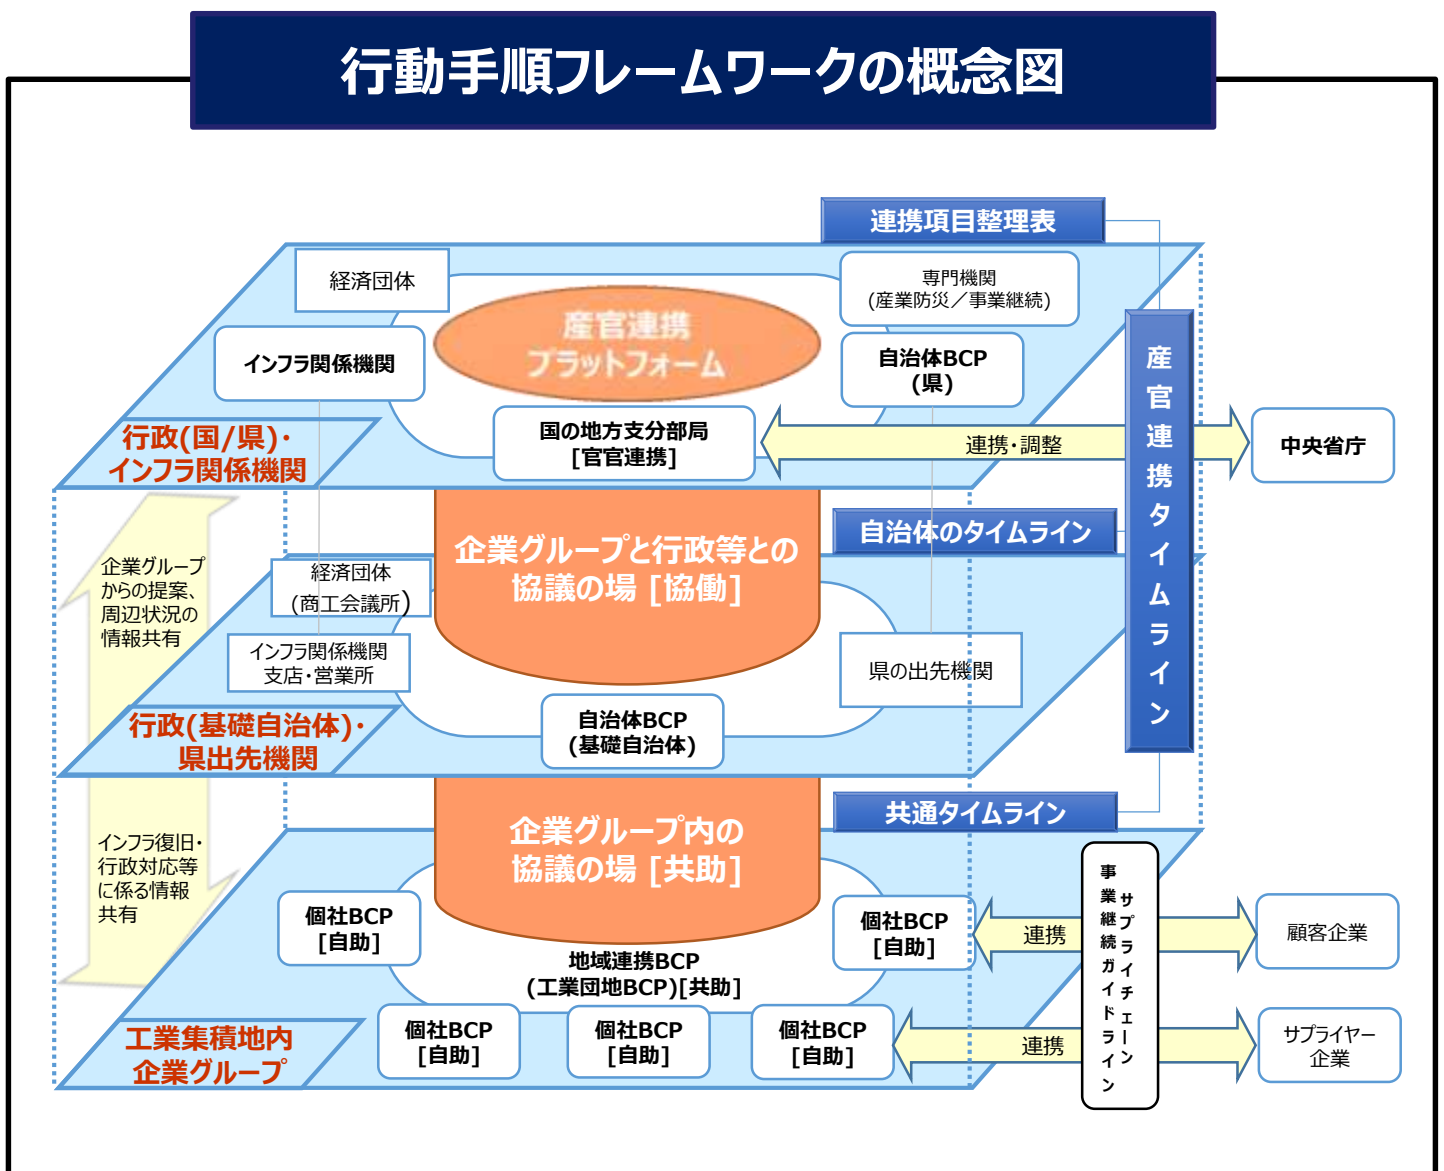 行動手順フレームワークの概念図
連携項目整理表
経済団体
専門機関
(産業防災／事業継続)
産官連携
プラットフォーム
インフラ関係機関
自治体BCP
(県)
産官連携タイムライン
行政(国/県)・
インフラ関係機関
国の地方支分部局
[官官連携]
連携・調整
中央省庁
企業グループと行政等との
協議の場 [協働]
自治体のタイムライン
企業グループ
からの提案、
周辺状況の
情報共有
経済団体
(商工会議所)
インフラ関係機関
支店・営業所
県の出先機関
行政(基礎自治体)・
県出先機関
自治体BCP
(基礎自治体)
企業グループ内の
協議の場 [共助]
共通タイムライン
インフラ復旧・
行政対応等
に係る情報
共有
個社BCP
[自助]
個社BCP
[自助]
連携
サプライチェーン
事業継続ガイドライン
顧客企業
地域連携BCP
(工業団地BCP)[共助]
工業集積地内
企業グループ
個社BCP
[自助]
個社BCP
[自助]
個社BCP
[自助]
連携
サプライヤー
企業